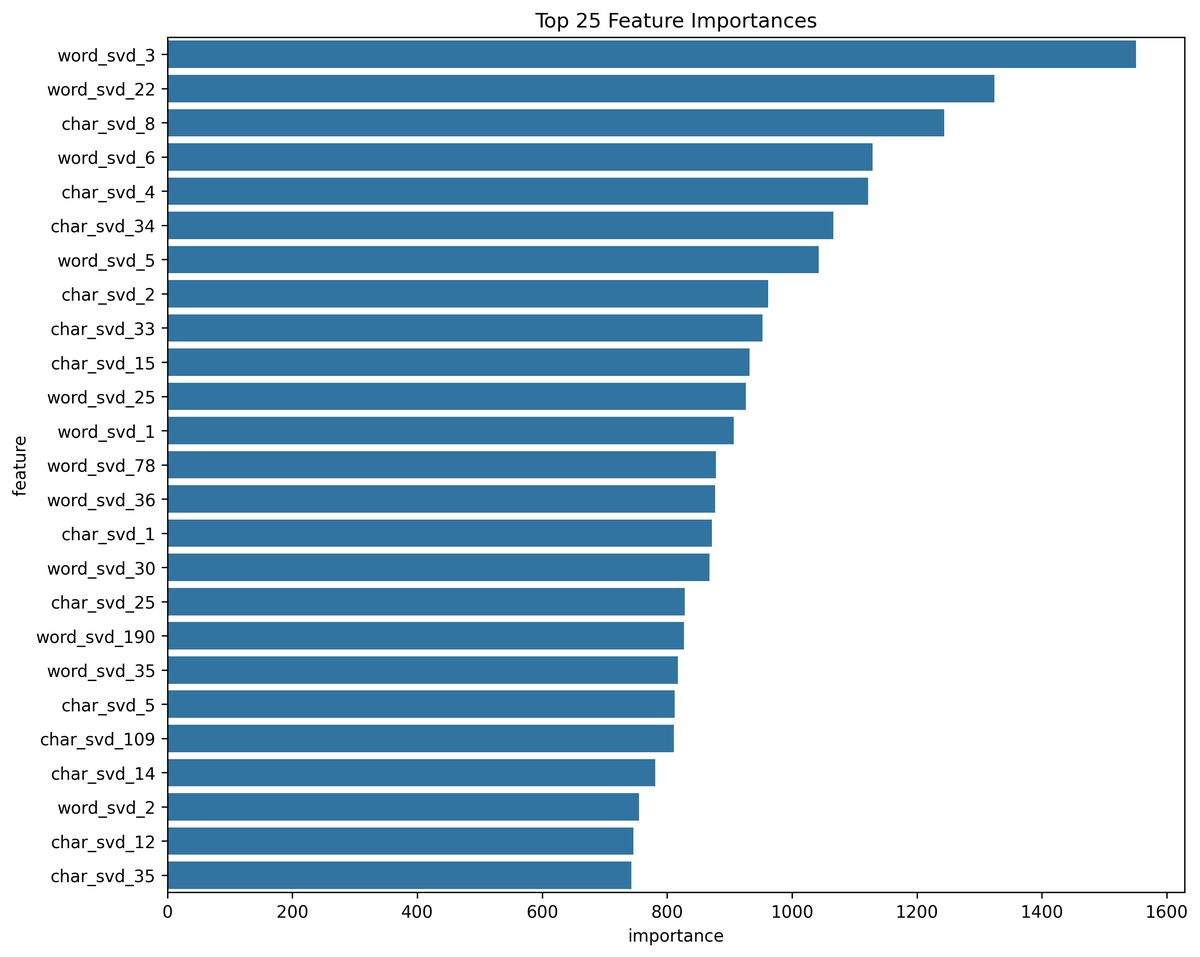 Top 25 Feature Importances
word_svd_3
word_svd_22
char_svd_8
word_svd_6
char_svd_4
char_svd_34
word_svd_5
char_svd_2
char_svd_33
char_svd_15
word_svd_25
word_svd_1
word_svd_78
word_svd_36
char_svd_1
word_svd_30
char_svd_25
word_svd_190
word_svd_35
char_svd_5
char_svd_109
char_svd_14
word_svd_2
char_svd_12
char_svd_35
feature
0 200 400 600 800 1000 1200 1400 1600
importance